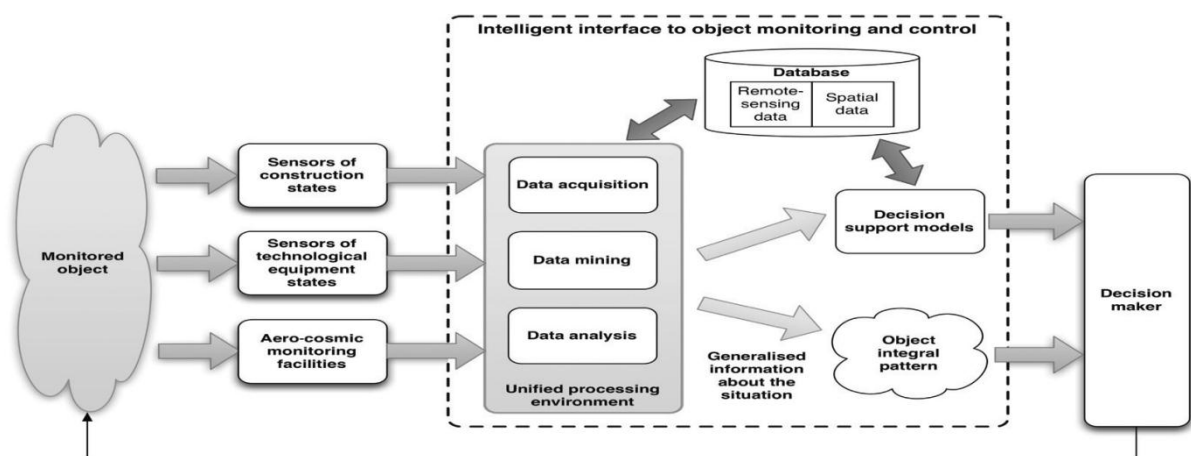 Intelligent interface to object monitoring and control
Database
Remote-
sensing
data
Spatial
data
Monitored
object
Sensors of
construction
states
Sensors of
technological
equipment
states
Aero-cosmic
monitoring
facilities
Data acquisition
Data mining
Data analysis
Unified processing
environment
Generalised
information
about the
situation
Decision
support models
Object
integral
pattern
Decision
maker